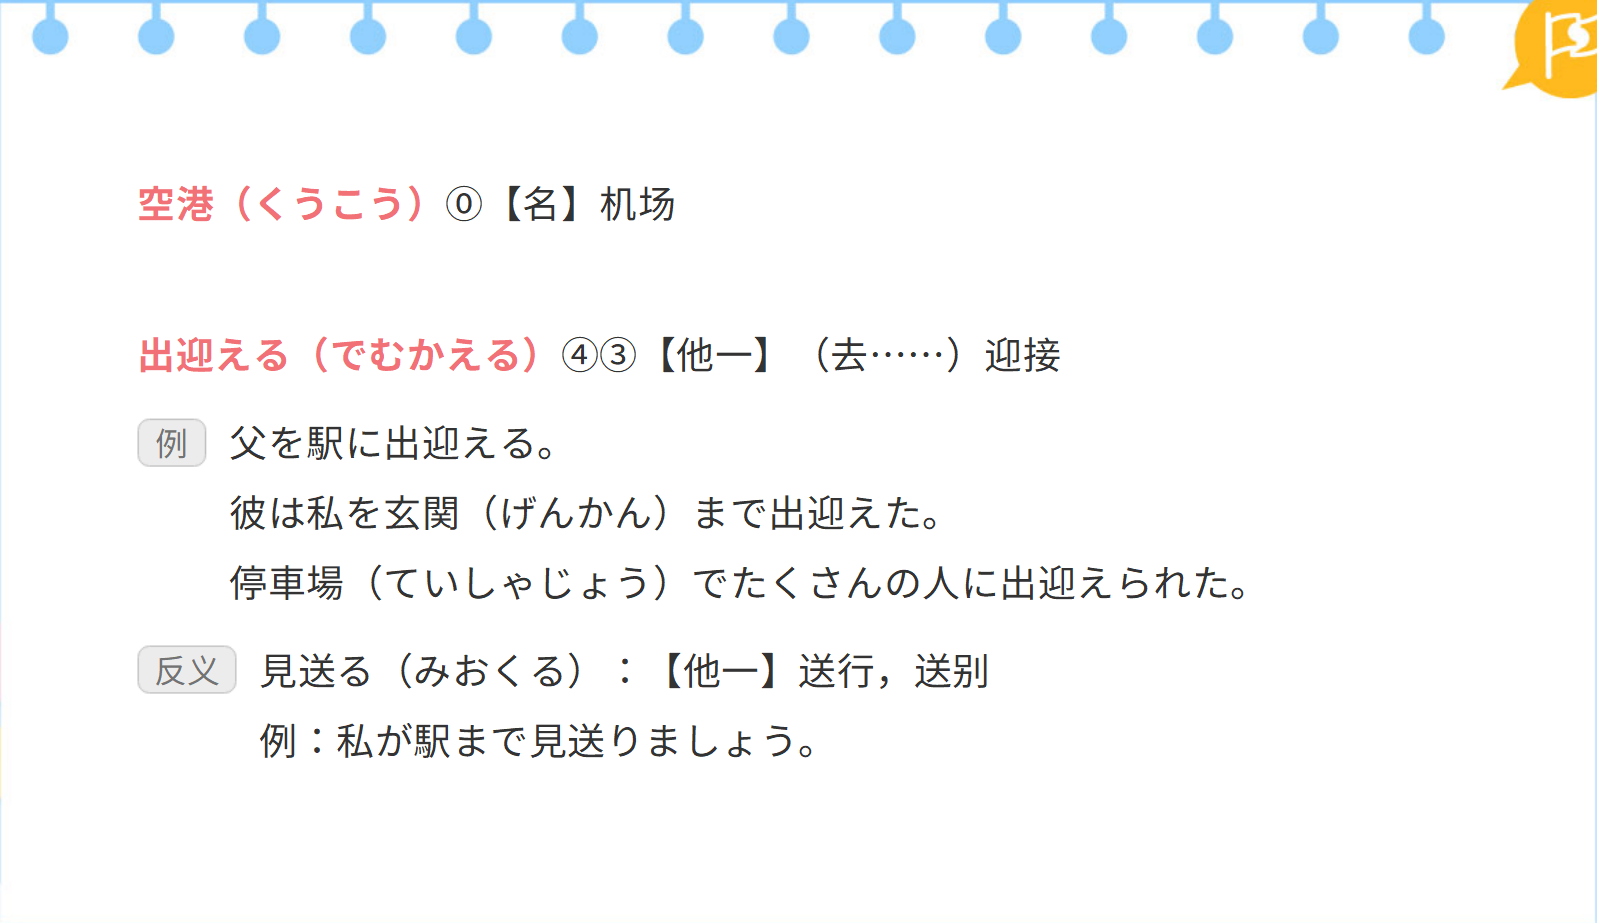 空港（くうこう）⓪【名】机场
出迎える（でむかえる）④③【他一】（去……）迎接
例 父を駅に出迎える。
彼は私を玄関（げんかん）まで出迎えた。
停車場（ていしゃじょう）でたくさんの人に出迎えられた。
反义 見送る（みおくる）：【他一】送行，送别
例：私が駅まで見送りましょう。